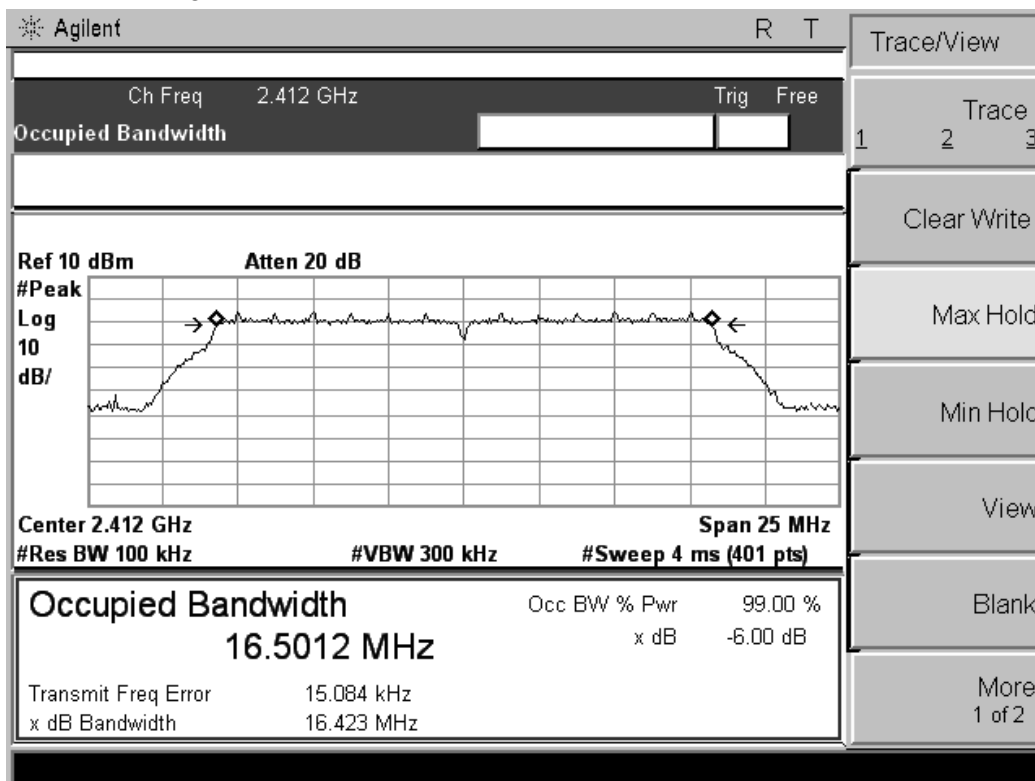 Agilent R T
Trace/View
Ch Freq 2.412 GHz Trig Free
Occupied Bandwidth
Trace
1 2 3
Clear Write
Max Hold
Min Hold
View
Blank
More
1 of 2
Ref 10 dBm Atten 20 dB
#Peak
Log
10
dB/
Center 2.412 GHz Span 25 MHz
#Res BW 100 kHz #VBW 300 kHz #Sweep 4 ms (401 pts)
Occupied Bandwidth
16.5012 MHz
Occ BW % Pwr 99.00 %
x dB -6.00 dB
Transmit Freq Error 15.084 kHz
x dB Bandwidth 16.423 MHz